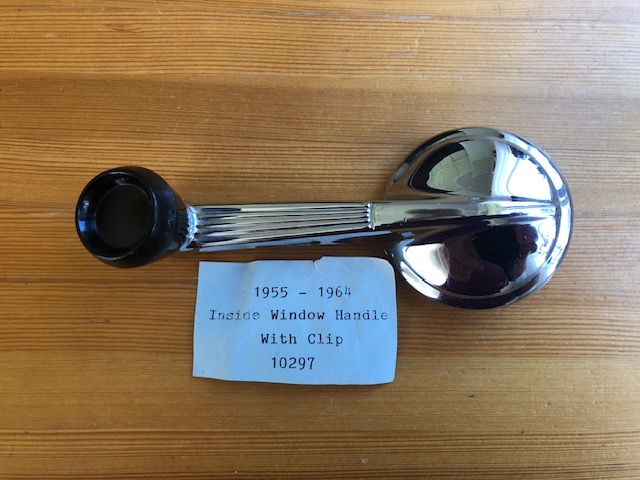 1955 - 1964
Inside Window Handle
With Clip
10297